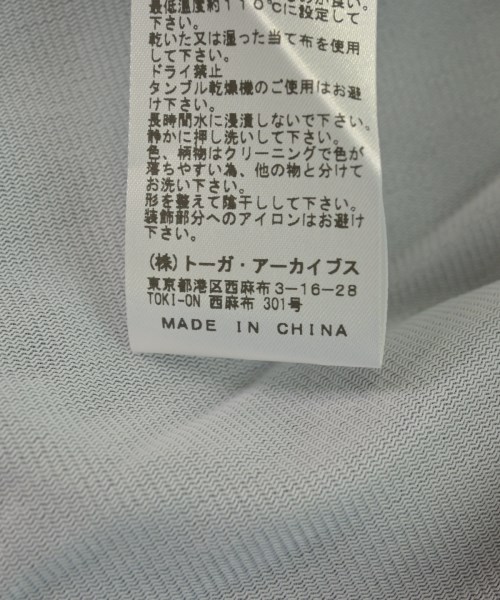 が良い。
最低温度約110℃に設定して
下さい。
乾いた又は湿った当て布を使用
して下さい。
ドライ禁止
タンブル乾燥機のご使用はお避
け下さい。
長時間水に浸漬しないで下さい。
静かに押し洗いして下さい。
色、柄物はクリーニングで色が
落ちやすい為、他の物と分けて
お洗い下さい。
形を整えて陰干しして下さい。
装飾部分へのアイロンはお避け
下さい。
(株)トーガ・アーカイブス
東京都港区西麻布3-16-28
TOKI-ON 西麻布 301号
MADE IN CHINA